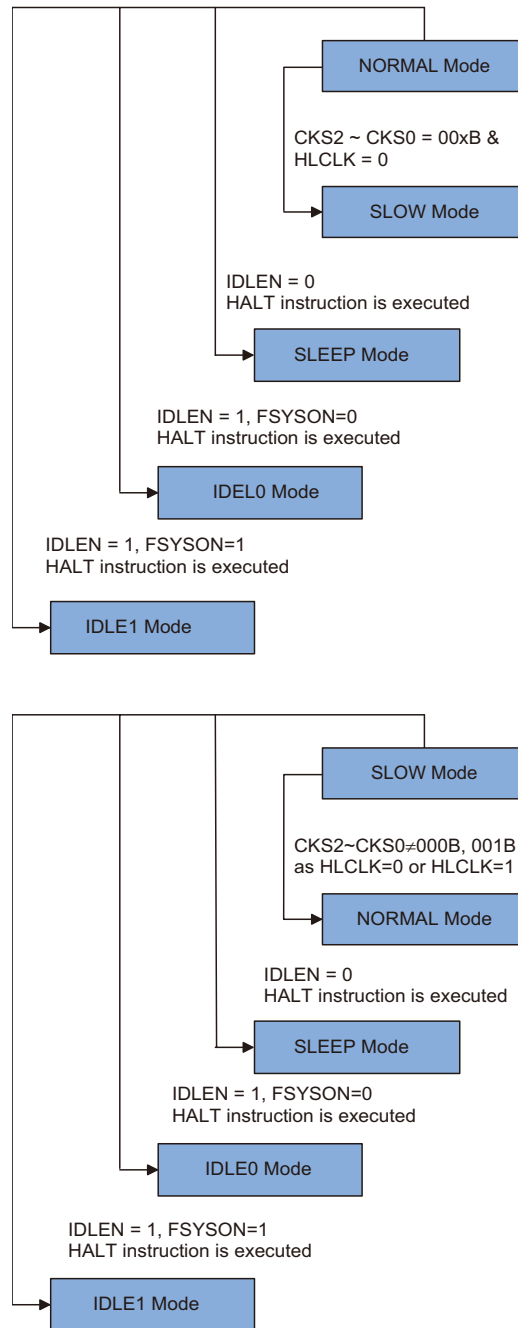 NORMAL Mode
CKS2 ~ CKS0 = 00xB &
HLCLK = 0
SLOW Mode
IDLEN = 0
HALT instruction is executed
SLEEP Mode
IDLEN = 1, FSYSON=0
HALT instruction is executed
IDEL0 Mode
IDLEN = 1, FSYSON=1
HALT instruction is executed
IDLE1 Mode
SLOW Mode
CKS2~CKS0≠000B, 001B
as HLCLK=0 or HLCLK=1
NORMAL Mode
IDLEN = 0
HALT instruction is executed
SLEEP Mode
IDLEN = 1, FSYSON=0
HALT instruction is executed
IDLE0 Mode
IDLEN = 1, FSYSON=1
HALT instruction is executed
IDLE1 Mode